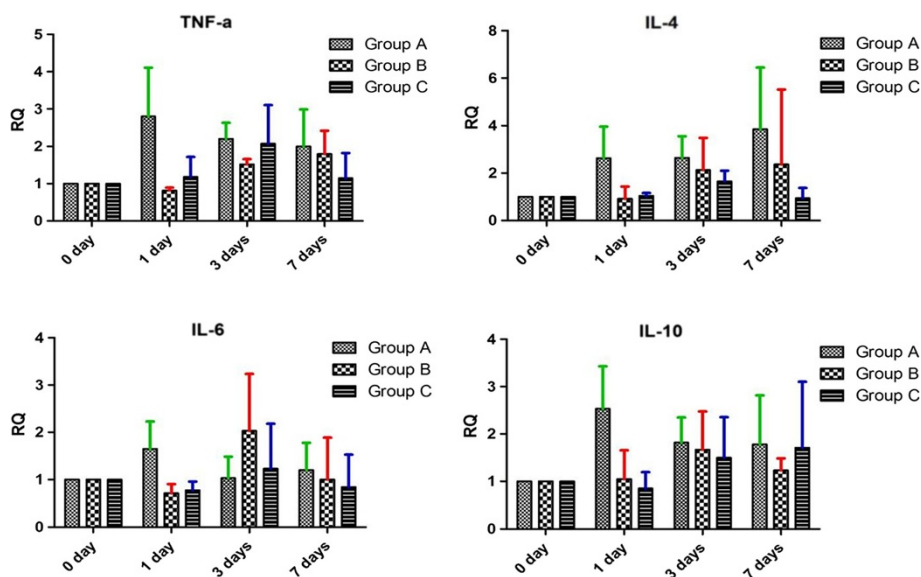 TNF-a
RQ
5
4
3
2
1
0
0 day
1 day
3 days
7 days
Group A
Group B
Group C
IL-4
RQ
8
6
4
2
0
0 day
1 day
3 days
7 days
Group A
Group B
Group C
IL-6
RQ
4
3
2
1
0
0 day
1 day
3 days
7 days
Group A
Group B
Group C
IL-10
RQ
4
3
2
1
0
0 day
1 day
3 days
7 days
Group A
Group B
Group C